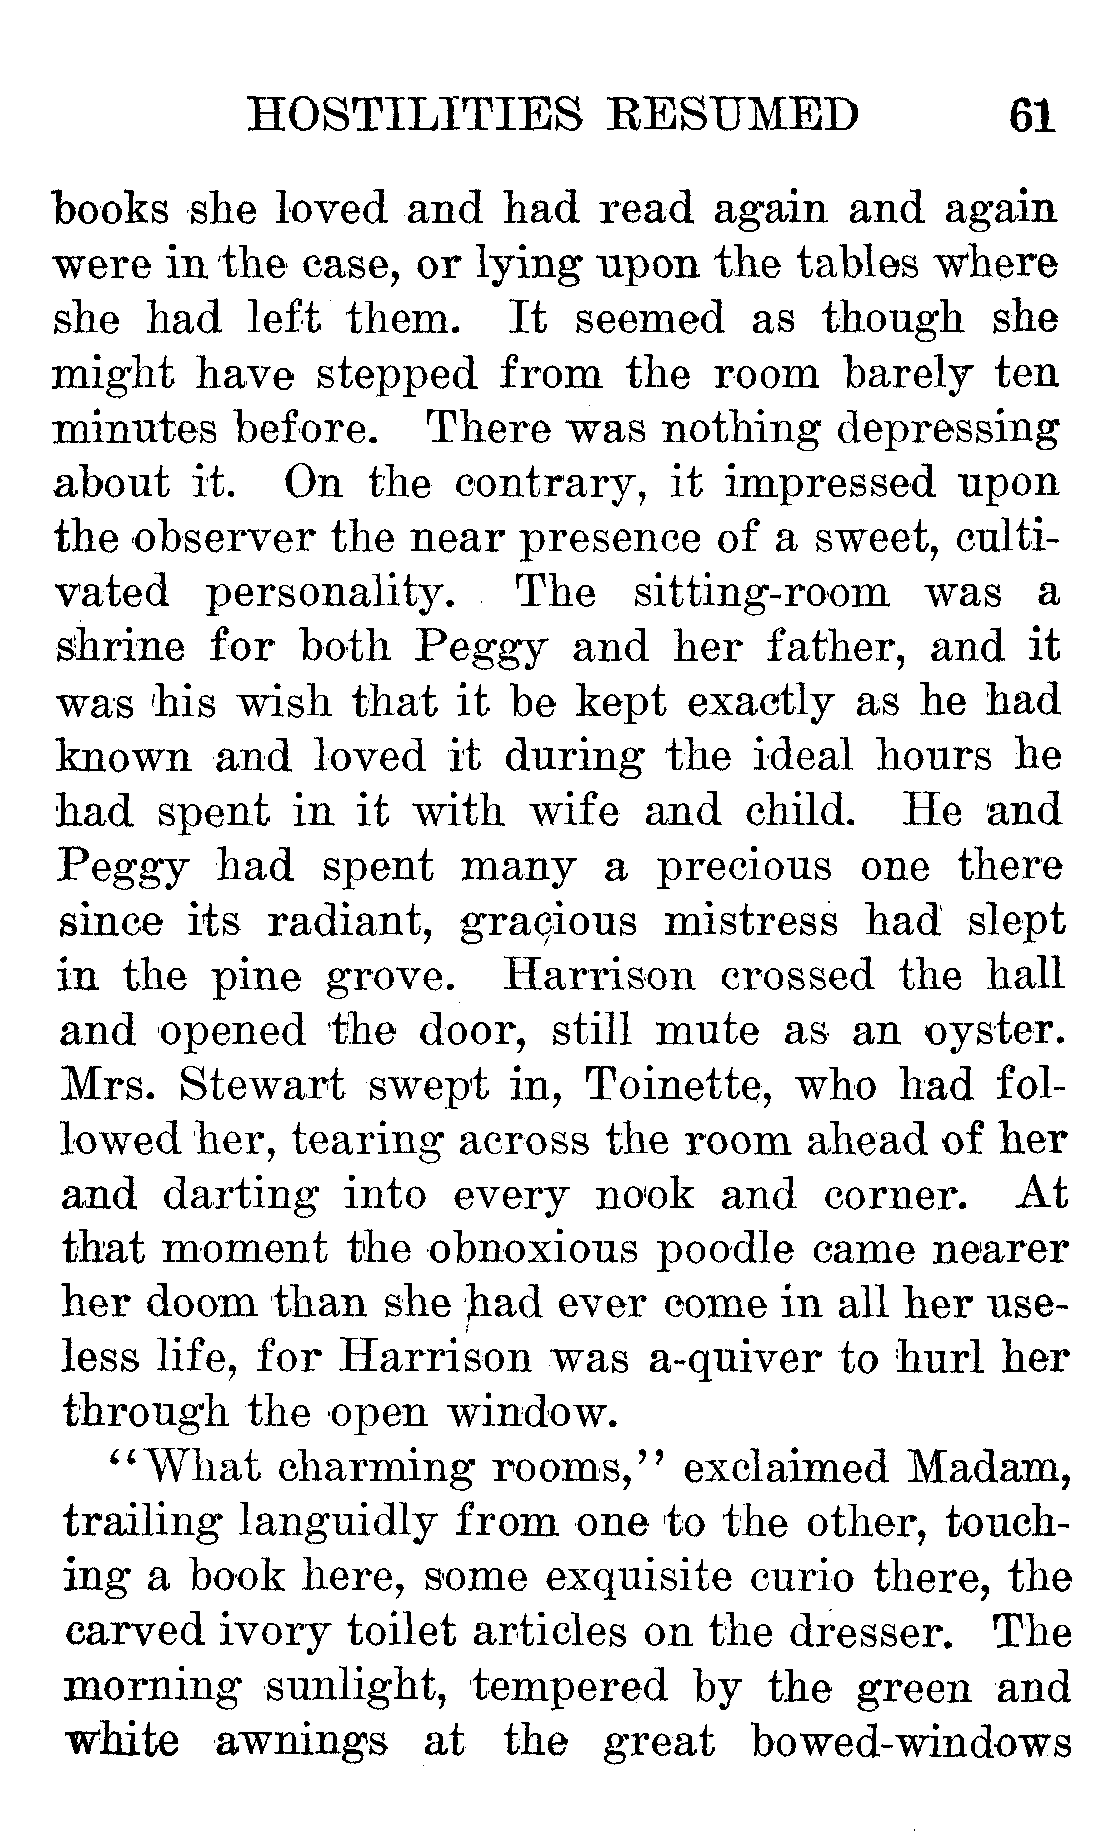 HOSTILITIES RESUMED 61
books she loved and had read again and again
were in the case, or lying upon the tables where
she had left them. It seemed as though she
might have stepped from the room barely ten
minutes before. There was nothing depressing
about it. On the contrary, it impressed upon
the observer the near presence of a sweet, culti-
vated personality. The sitting-room was a
shrine for both Peggy and her father, and it
was his wish that it be kept exactly as he had
known and loved it during the ideal hours he
had spent in it with wife and child. He and
Peggy had spent many a precious one there
since its radiant, gracious mistress had slept
in the pine grove. Harrison crossed the hall
and opened the door, still mute as an oyster.
Mrs. Stewart swept in, Toinette, who had fol-
lowed her, tearing across the room ahead of her
and darting into every nook and corner. At
that moment the obnoxious poodle came nearer
her doom than she had ever come in all her use-
less life, for Harrison was a-quiver to hurl her
through the open window.
“What charming rooms,” exclaimed Madam,
trailing languidly from one to the other, touch-
ing a book here, some exquisite curio there, the
carved ivory toilet articles on the dresser. The
morning sunlight, tempered by the green and
white awnings at the great bowed-windows